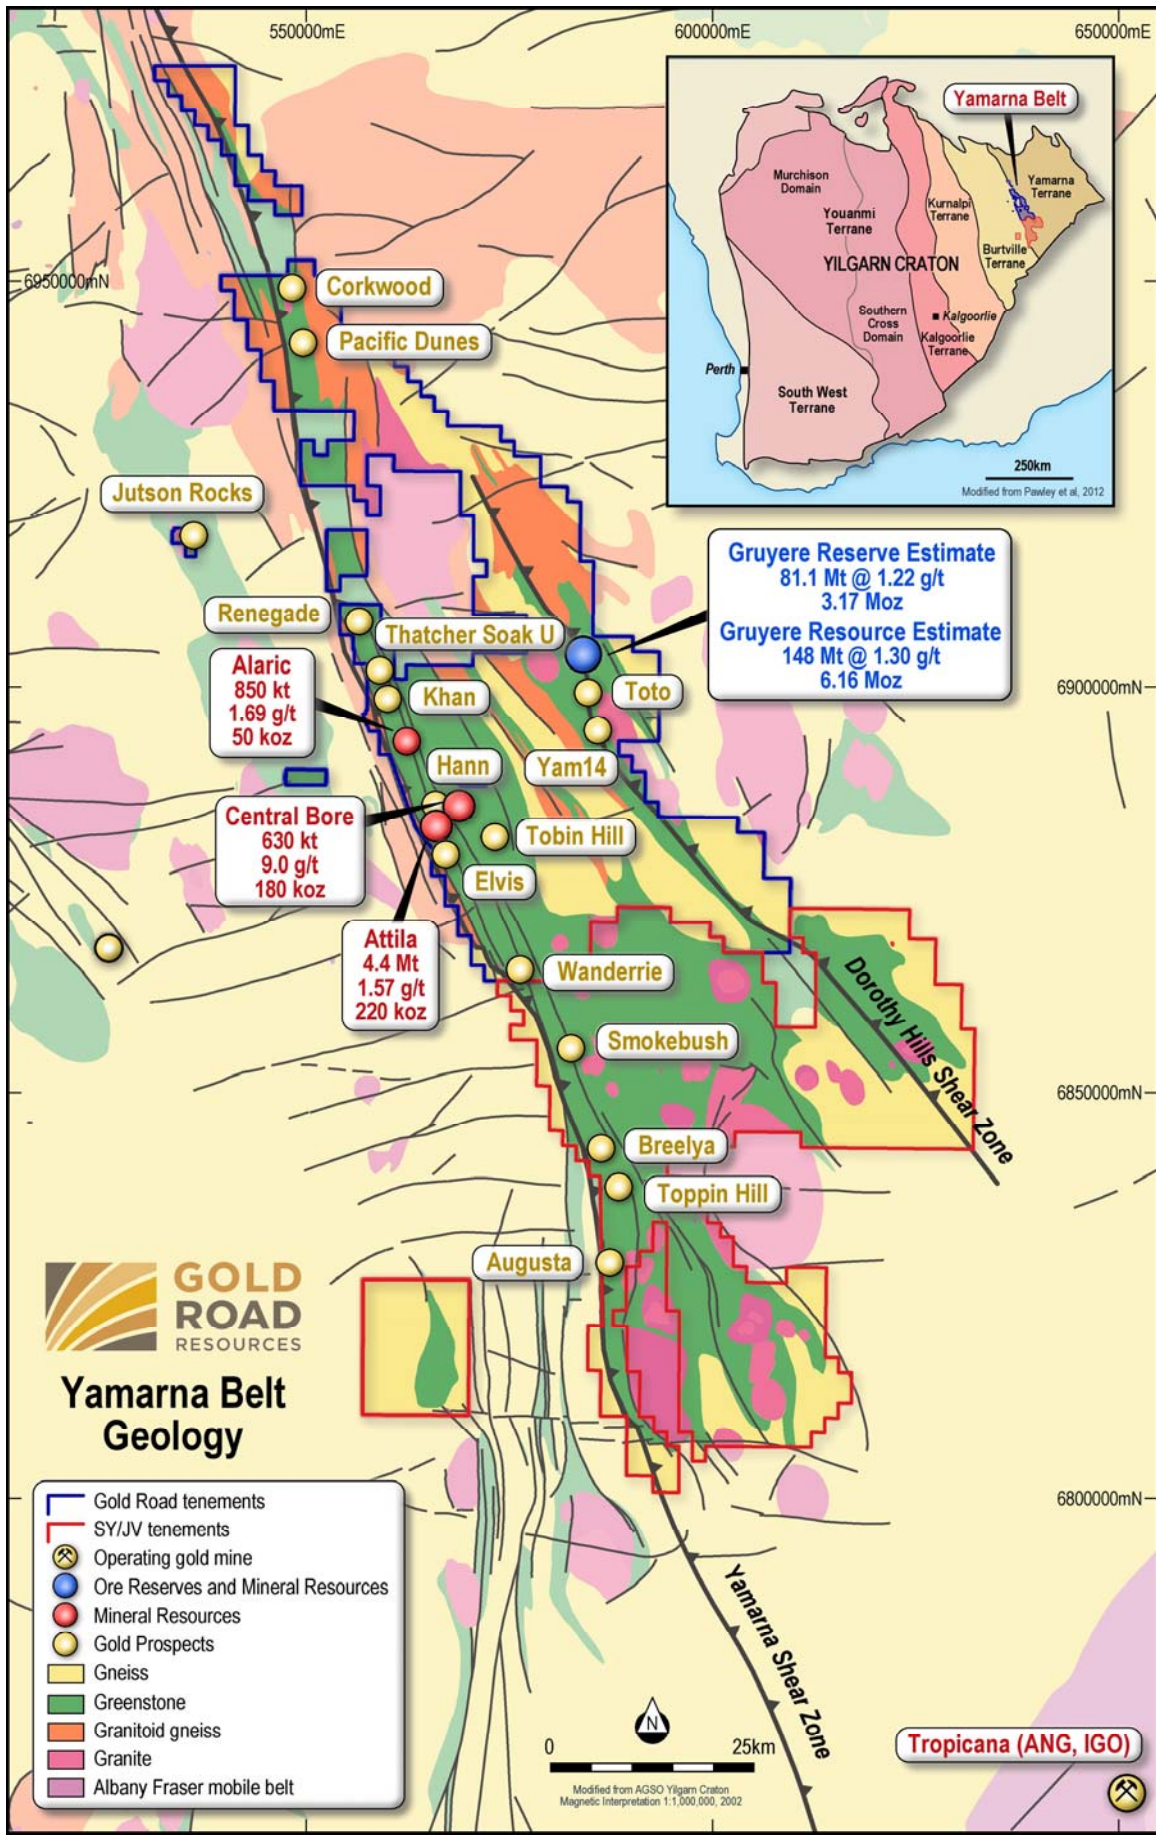 550000mE
600000mE
650000mE
Yamarna Belt
Murchison
Domain
Youanmi
Terrane
Kurnalpi
Terrane
Yamarna
Terrane
Burtville
Terrane
YILGARN CRATON
Southern
Cross
Domain
Kalgoorlie
Kalgoorlie
Terrane
Perth
South West
Terrane
250km
Modified from Pawley et al, 2012
6950000mN
Corkwood
Pacific Dunes
Jutson Rocks
Gruyere Reserve Estimate
81.1 Mt @ 1.22 g/t
3.17 Moz
Gruyere Resource Estimate
148 Mt @ 1.30 g/t
6.16 Moz
Renegade
Thatcher Soak U
Alaric
850 kt
1.69 g/t
50 koz
Khan
Toto
6900000mN
Hann
Yam14
Central Bore
630 kt
9.0 g/t
180 koz
Tobin Hill
Elvis
Attila
4.4 Mt
1.57 g/t
220 koz
Wanderrie
Dorothy Hills Shear Zone
Smokebush
6850000mN
Breelya
Toppin Hill
Augusta
GOLD
ROAD
RESOURCES
Yamarna Belt
Geology
6800000mN
Gold Road tenements
SY/JV tenements
Operating gold mine
Ore Reserves and Mineral Resources
Mineral Resources
Gold Prospects
Gneiss
Greenstone
Granitoid gneiss
Granite
Albany Fraser mobile belt
Yamarna Shear Zone
N
0
25km
Modified from AGSO Yilgarn Craton
Magnetic Interpretation 1:1,000,000, 2002
Tropicana (ANG, IGO)